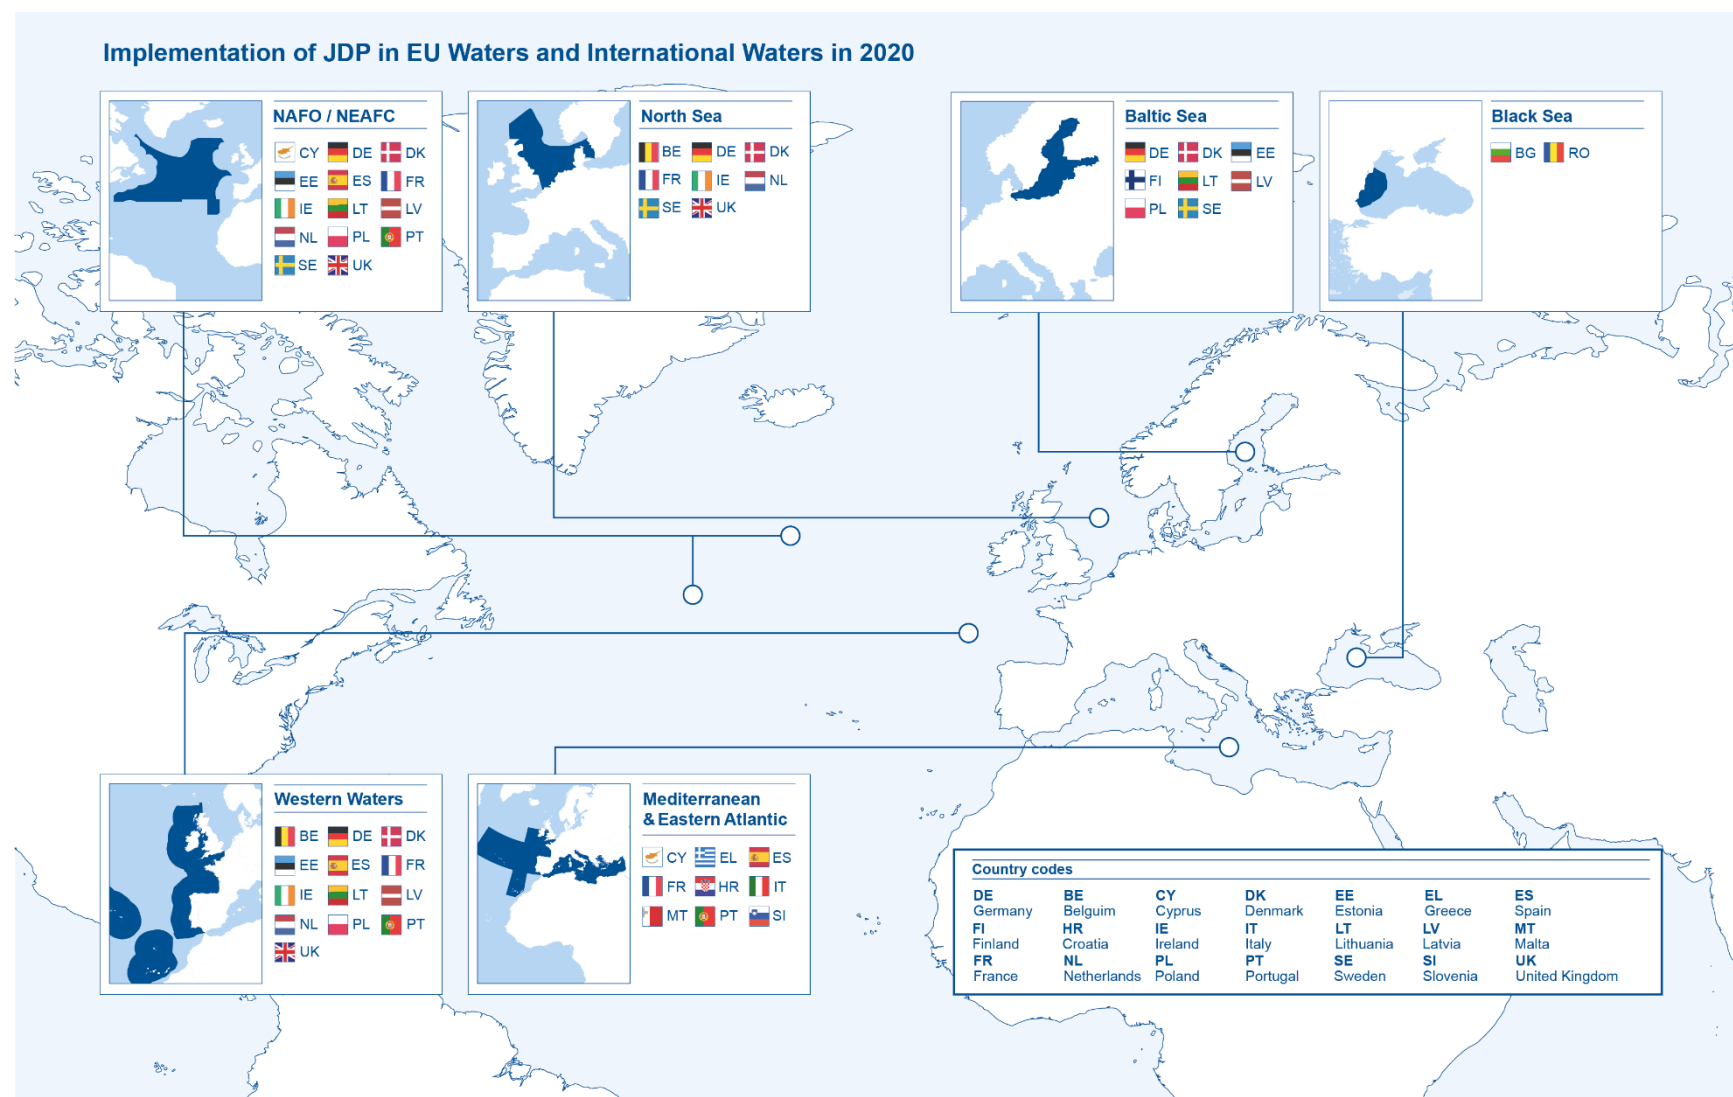 Implementation of JDP in EU Waters and International Waters in 2020
NAFO / NEAFC
CY DE DK
EE ES FR
IE LT LV
NL PL PT
SE UK
North Sea
BE DE DK
FR IE NL
SE UK
Baltic Sea
DE DK EE
FI LT LV
PL SE
Black Sea
BG RO
Western Waters
BE DE DK
EE ES FR
IE LT LV
NL PL PT
UK
Mediterranean
& Eastern Atlantic
CY EL ES
FR HR IT
MT PT SI
Country codes
DE BE CY DK EE EL ES
Germany Belguim Cyprus Denmark Estonia Greece Spain
FI HR IE IT LT LV MT
Finland Croatia Ireland Italy Lithuania Latvia Malta
FR NL PL PT SE SI UK
France Netherlands Poland Portugal Sweden Slovenia United Kingdom